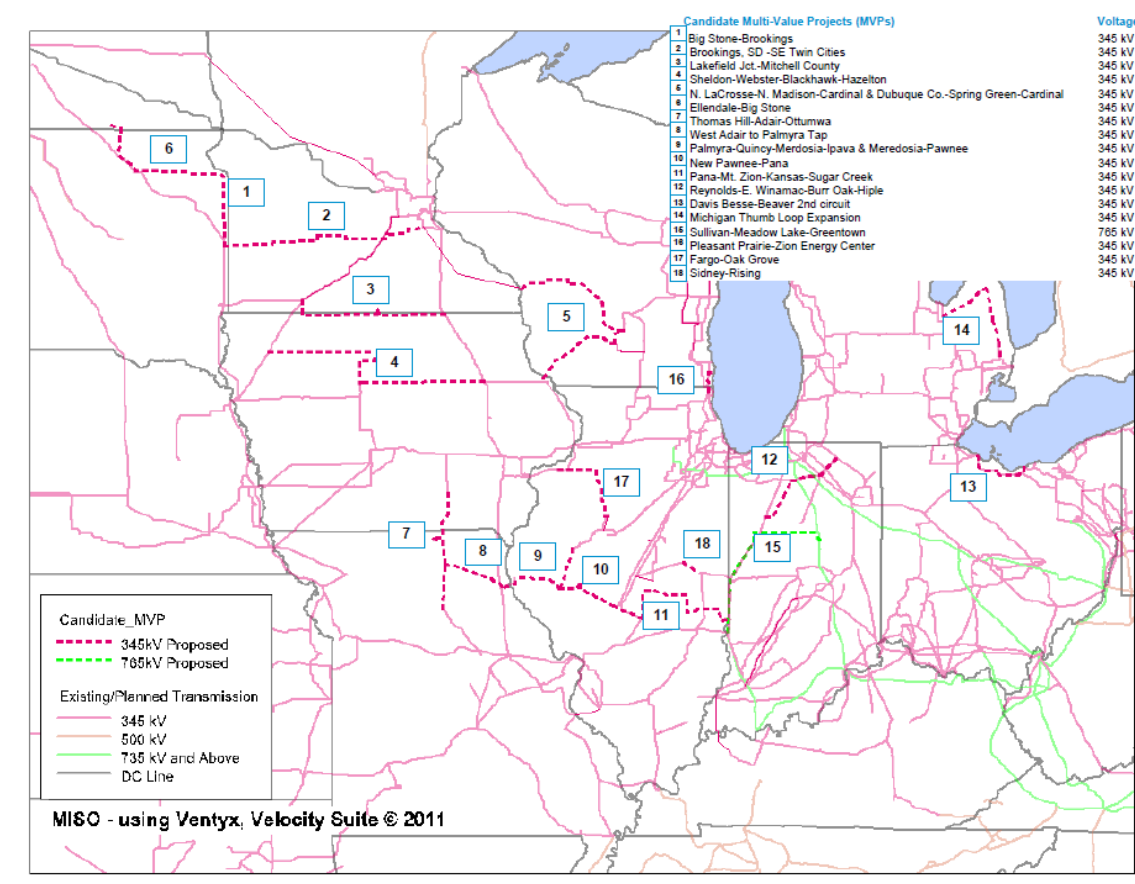 Candidate Multi-Value Projects (MVPs) Voltage
1 Big Stone-Brookings 345 kV
2 Brookings, SD -SE Twin Cities 345 kV
3 Lakefield Jct.-Mitchell County 345 kV
4 Sheldon-Webster-Blackhawk-Hazelton 345 kV
5 N. LaCrosse-N. Madison-Cardinal & Dubuque Co.-Spring Green-Cardinal 345 kV
6 Ellendale-Big Stone 345 kV
7 Thomas Hill-Adair-Ottumwa 345 kV
8 West Adair to Palmyra Tap 345 kV
9 Palmyra-Quincy-Merdosia-Ipava & Meredosia-Pawnee 345 kV
10 New Pawnee-Pana 345 kV
11 Pana-Mt. Zion-Kansas-Sugar Creek 345 kV
12 Reynolds-E. Winamac-Burr Oak-Hiple 345 kV
13 Davis Besse-Beaver 2nd circuit 345 kV
14 Michigan Thumb Loop Expansion 345 kV
15 Sullivan-Meadow Lake-Greentown 765 kV
16 Pleasant Prairie-Zion Energy Center 345 kV
17 Fargo-Oak Grove 345 kV
18 Sidney-Rising 345 kV
6
1
2
3
5
14
4
16
12
17
13
7
8
9
18
15
10
11
Candidate_MVP
345kV Proposed
765kV Proposed
Existing/Planned Transmission
345 kV
500 kV
735 kV and Above
DC Line
MISO - using Ventyx, Velocity Suite © 2011